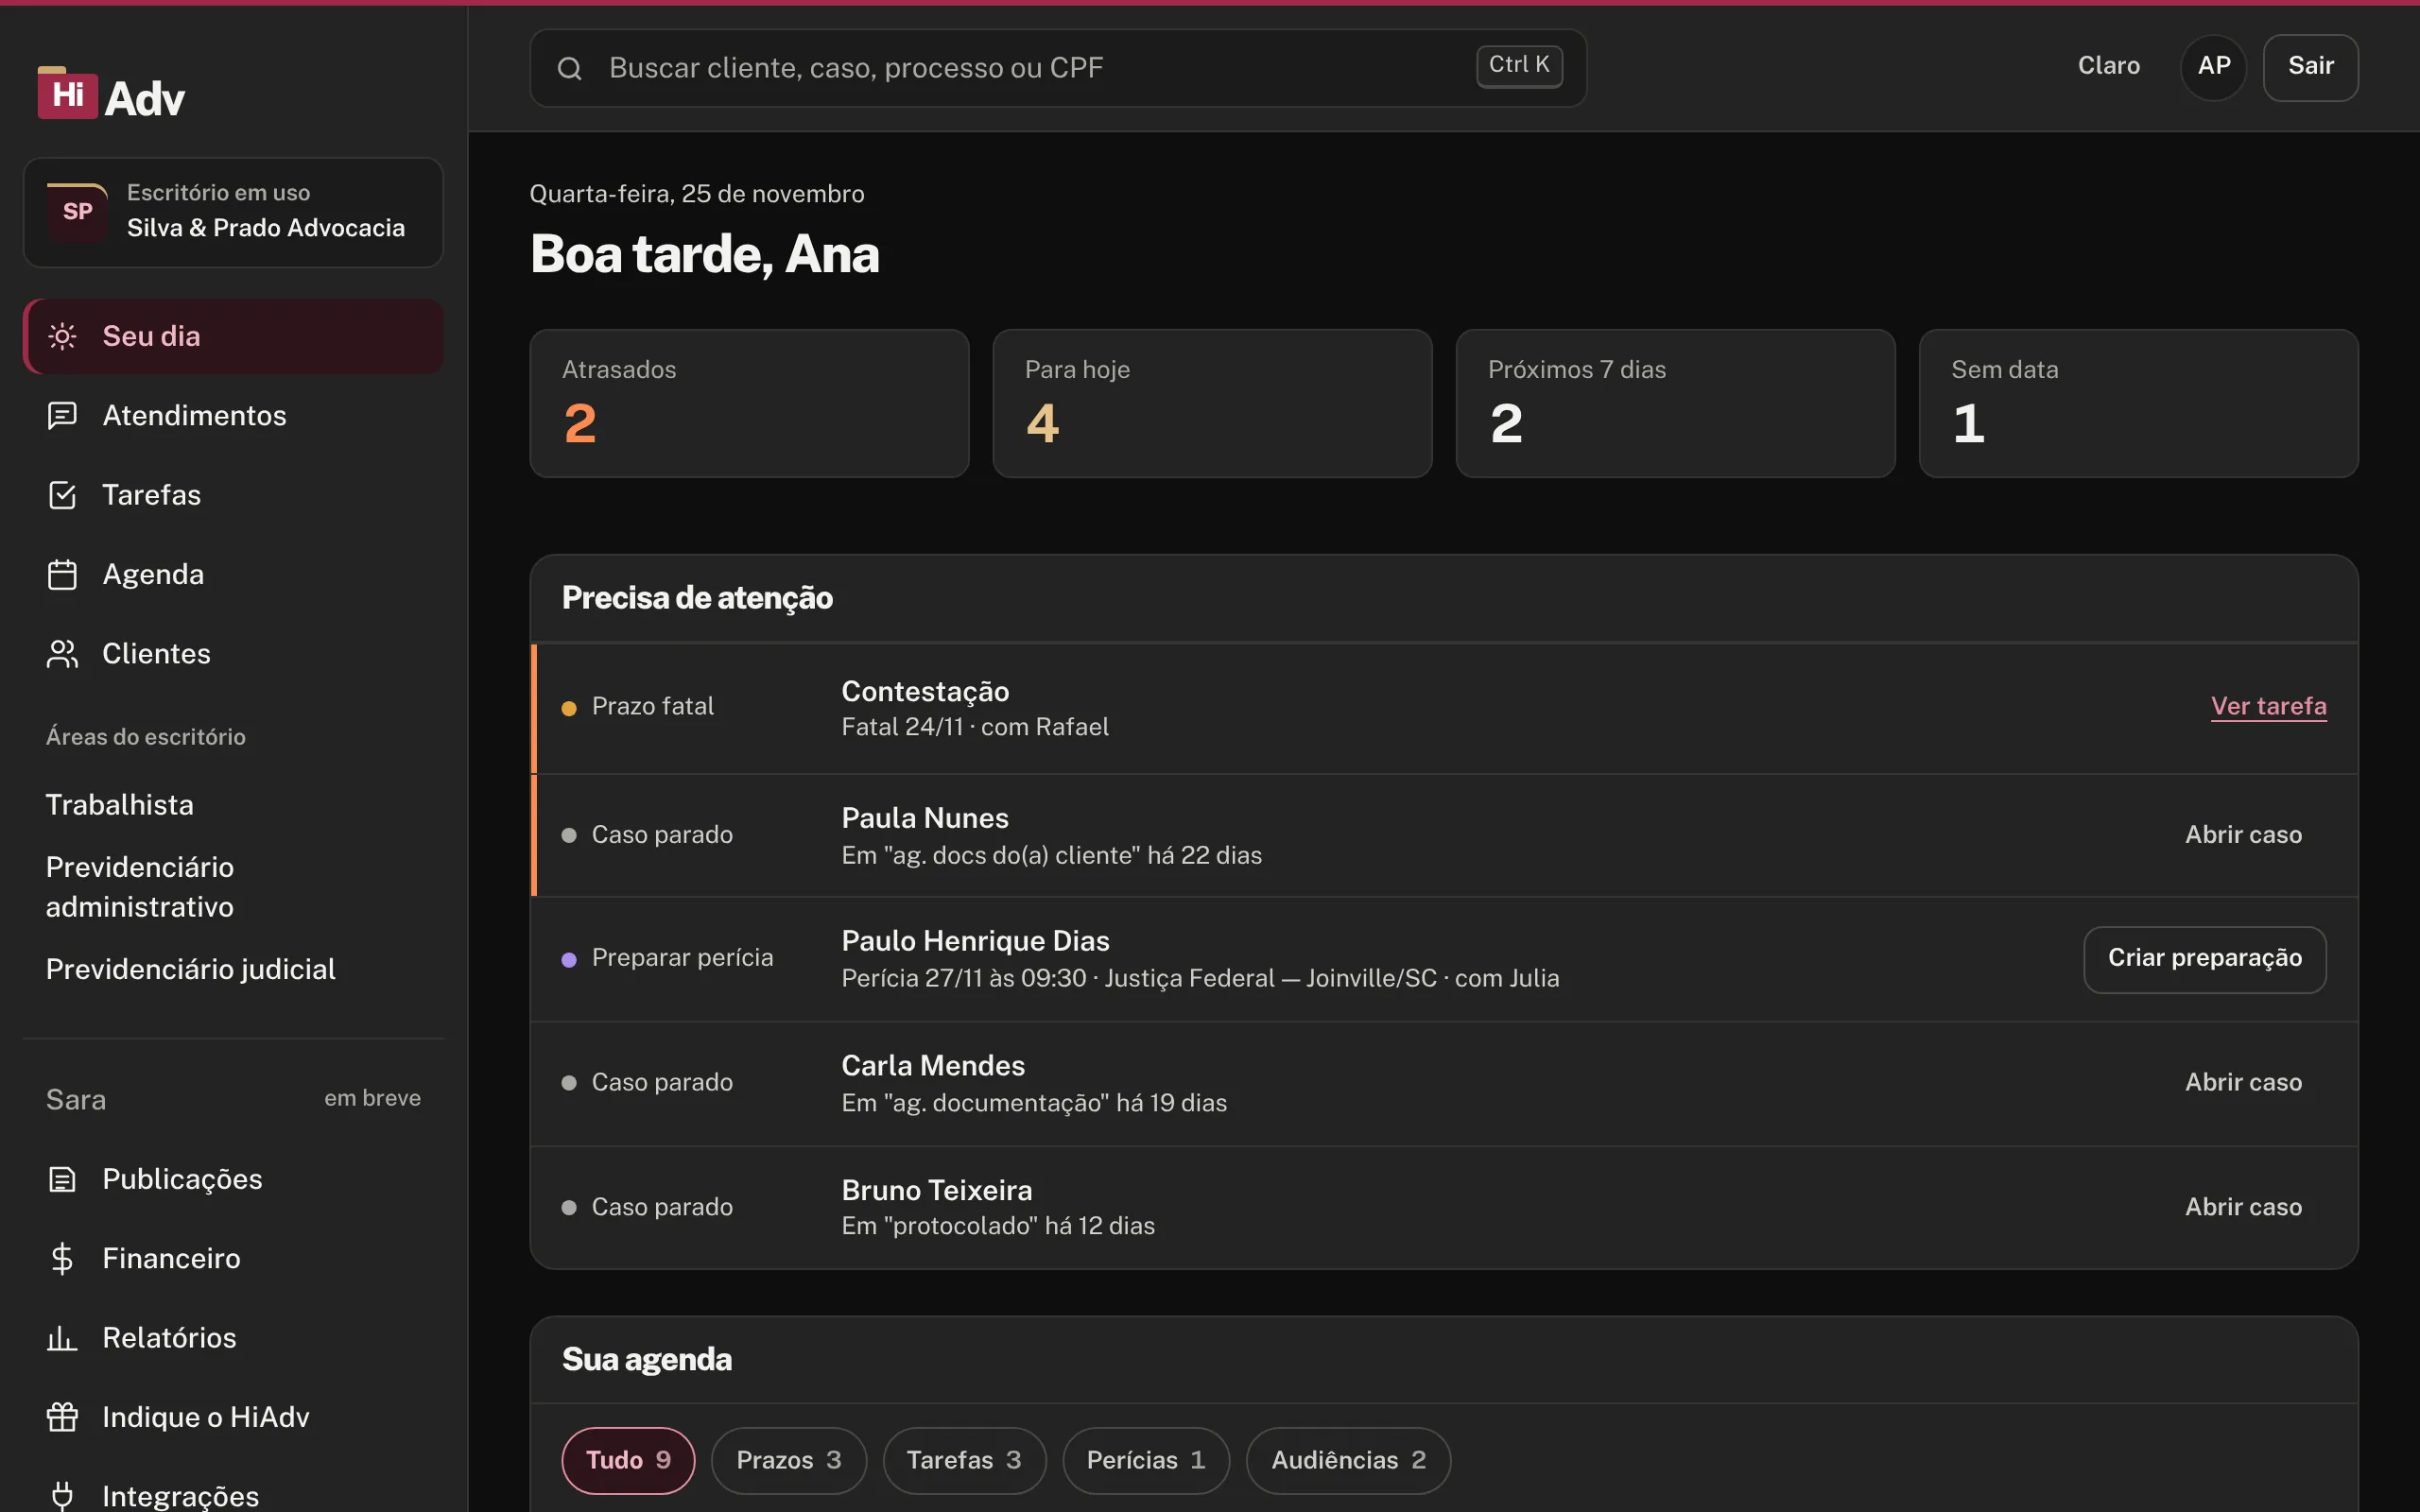 Hi Adv
Escritório em uso
SP
Silva & Prado Advocacia
Seu dia
Atendimentos
Tarefas
Agenda
Clientes
Áreas do escritório
Trabalhista
Previdenciário
administrativo
Previdenciário judicial
Sara em breve
Publicações
Financeiro
Relatórios
Indique o HiAdv
Integrações
Buscar cliente, caso, processo ou CPF Ctrl K
Claro AP Sair
Quarta-feira, 25 de novembro
Boa tarde, Ana
Atrasados
2
Para hoje
4
Próximos 7 dias
2
Sem data
1
Precisa de atenção
Prazo fatal
Contestação
Fatal 24/11 · com Rafael
Ver tarefa
Caso parado
Paula Nunes
Em "ag. docs do(a) cliente" há 22 dias
Abrir caso
Preparar perícia
Paulo Henrique Dias
Perícia 27/11 às 09:30 · Justiça Federal — Joinville/SC · com Julia
Criar preparação
Caso parado
Carla Mendes
Em "ag. documentação" há 19 dias
Abrir caso
Caso parado
Bruno Teixeira
Em "protocolado" há 12 dias
Abrir caso
Sua agenda
Tudo 9 Prazos 3 Tarefas 3 Perícias 1 Audiências 2